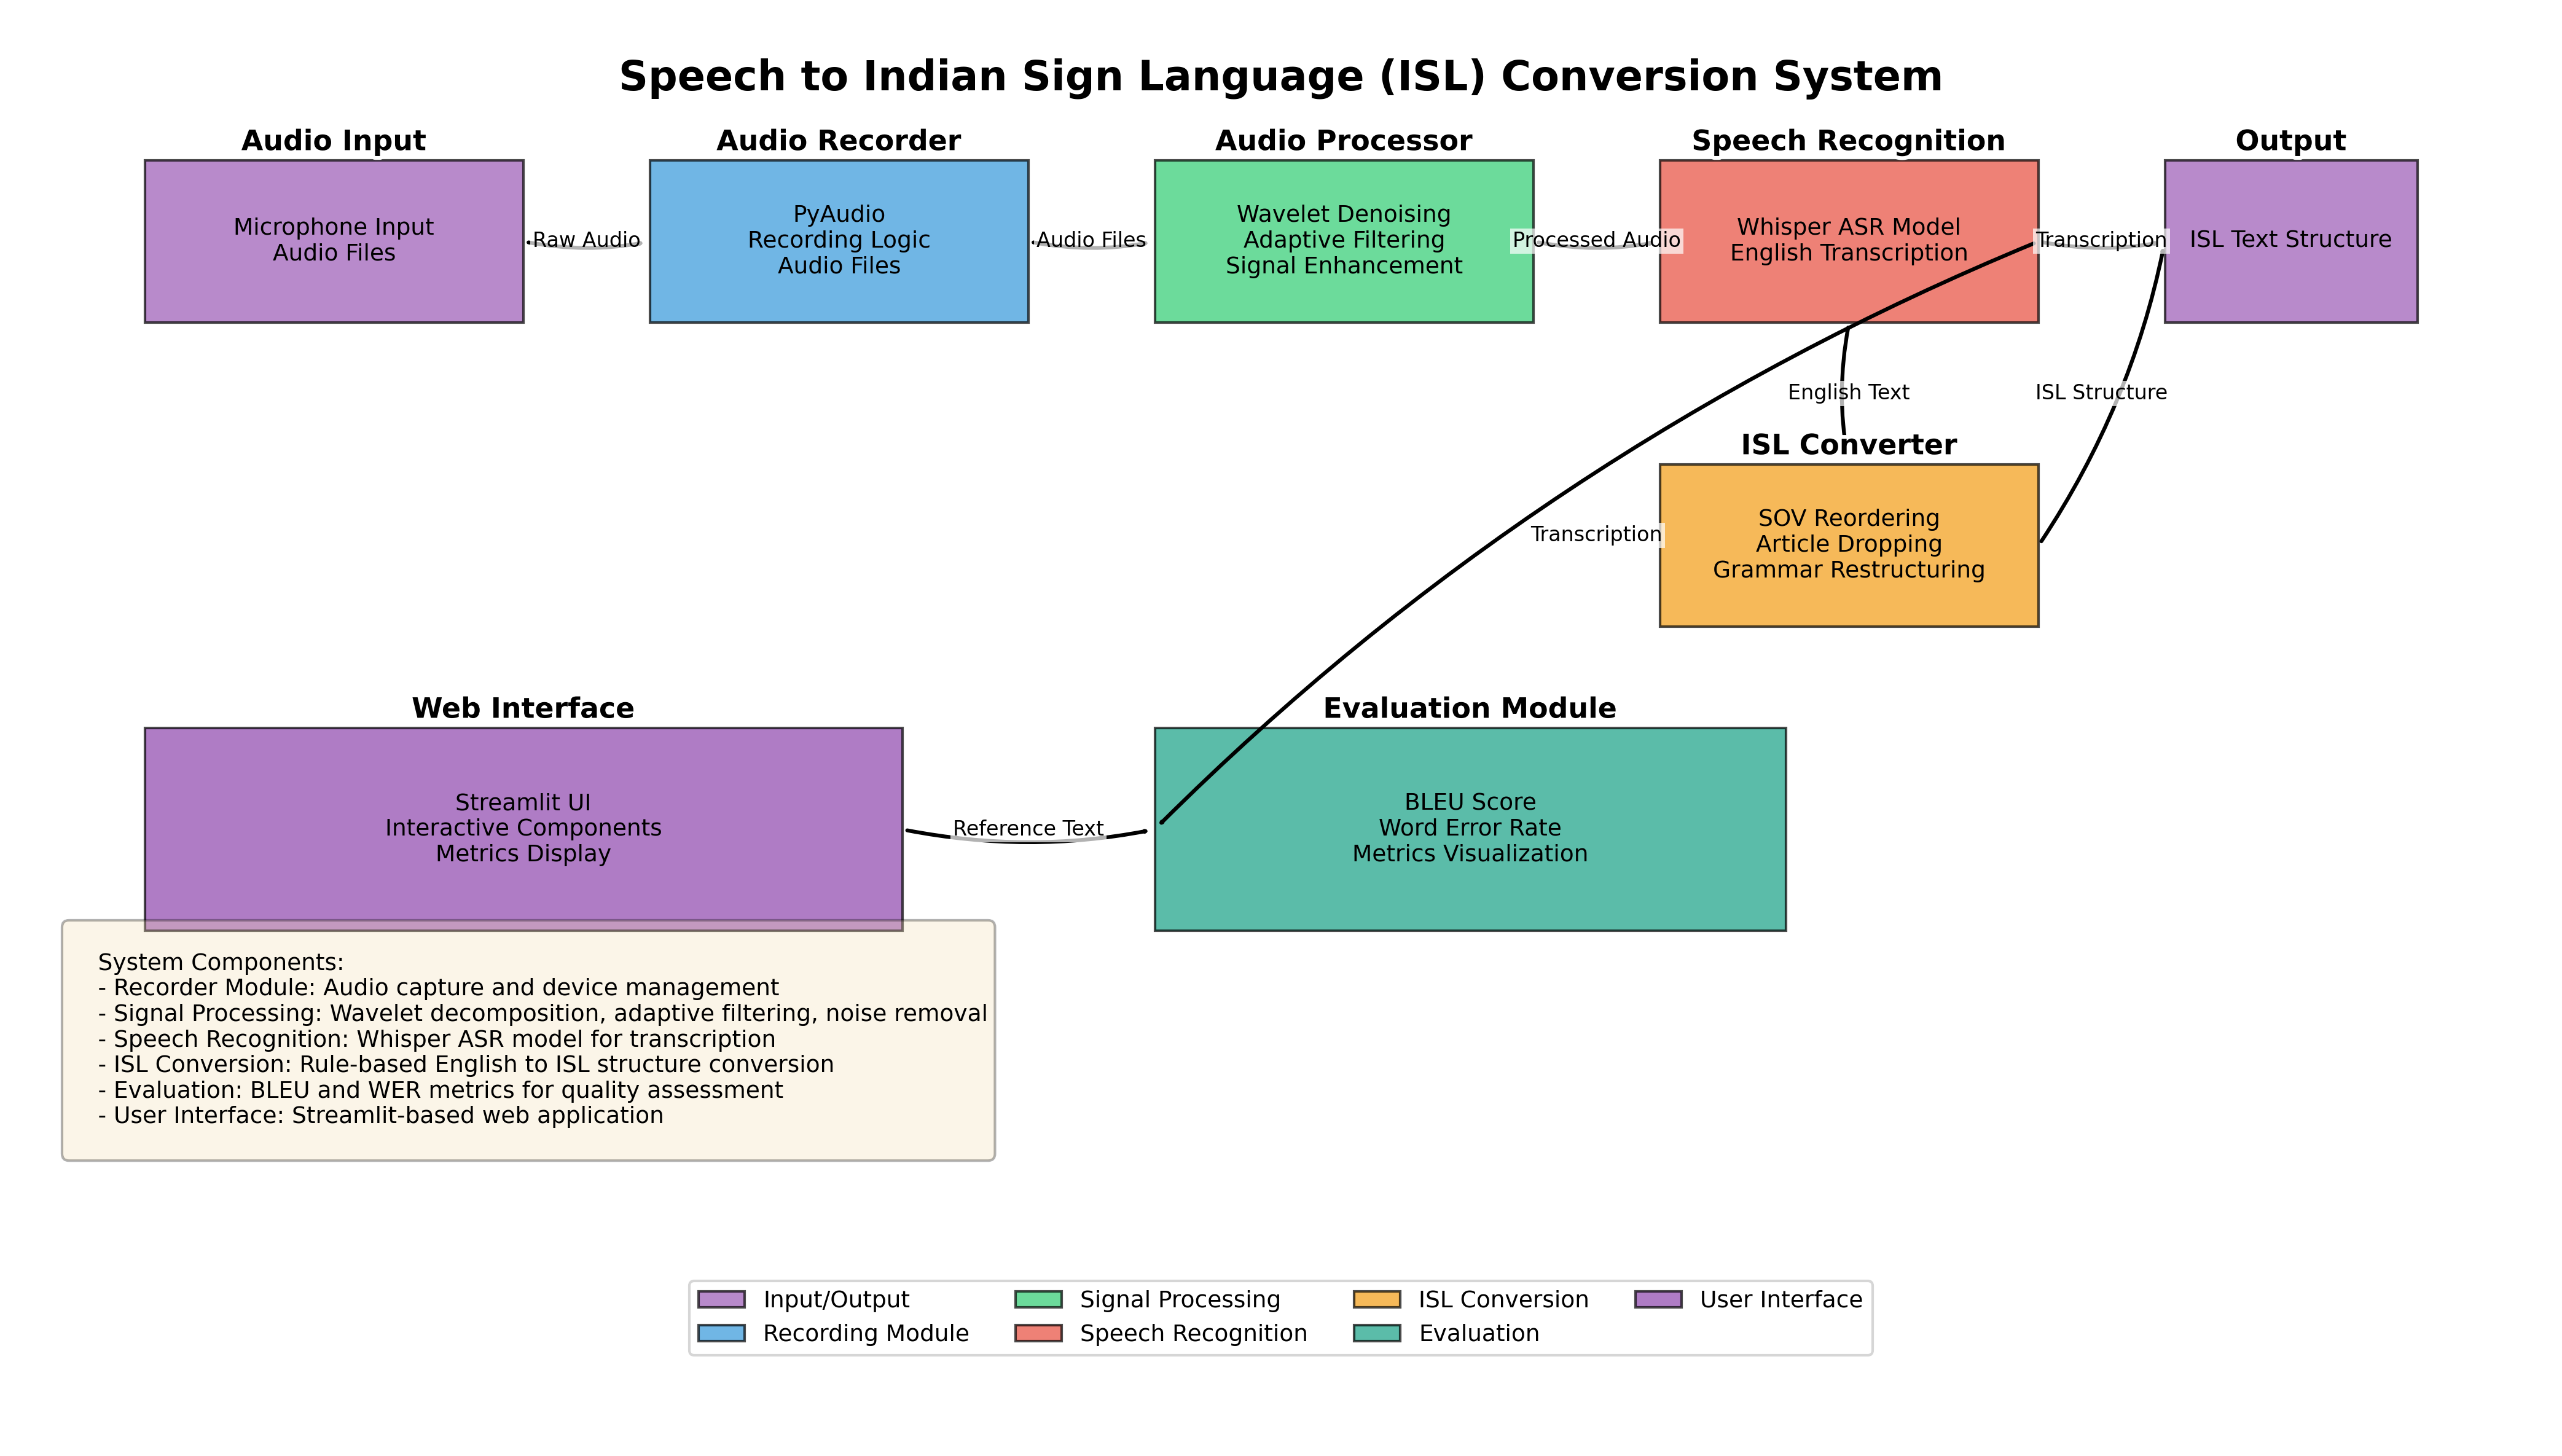 Speech to Indian Sign Language (ISL) Conversion System
Audio Input
Microphone Input
Audio Files
Raw Audio
Audio Recorder
PyAudio
Recording Logic
Audio Files
Audio Files
Audio Processor
Wavelet Denoising
Adaptive Filtering
Signal Enhancement
Processed Audio
Speech Recognition
Whisper ASR Model
English Transcription
Transcription
Output
ISL Text Structure
English Text
ISL Structure
ISL Converter
SOV Reordering
Article Dropping
Grammar Restructuring
Transcription
Web Interface
Streamlit UI
Interactive Components
Metrics Display
Reference Text
Evaluation Module
BLEU Score
Word Error Rate
Metrics Visualization
System Components:
- Recorder Module: Audio capture and device management
- Signal Processing: Wavelet decomposition, adaptive filtering, noise removal
- Speech Recognition: Whisper ASR model for transcription
- ISL Conversion: Rule-based English to ISL structure conversion
- Evaluation: BLEU and WER metrics for quality assessment
- User Interface: Streamlit-based web application
Input/Output
Recording Module
Signal Processing
Speech Recognition
ISL Conversion
Evaluation
User Interface